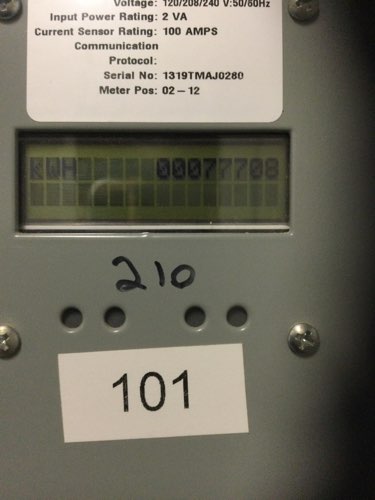 Voltage: 120/208/240 V:50/60Hz
Input Power Rating: 2 VA
Current Sensor Rating: 100 AMPS
Communication
Protocol:
Serial No: 1319TMAJ0280
Meter Pos: 02-12
KWH 00077708
210
101